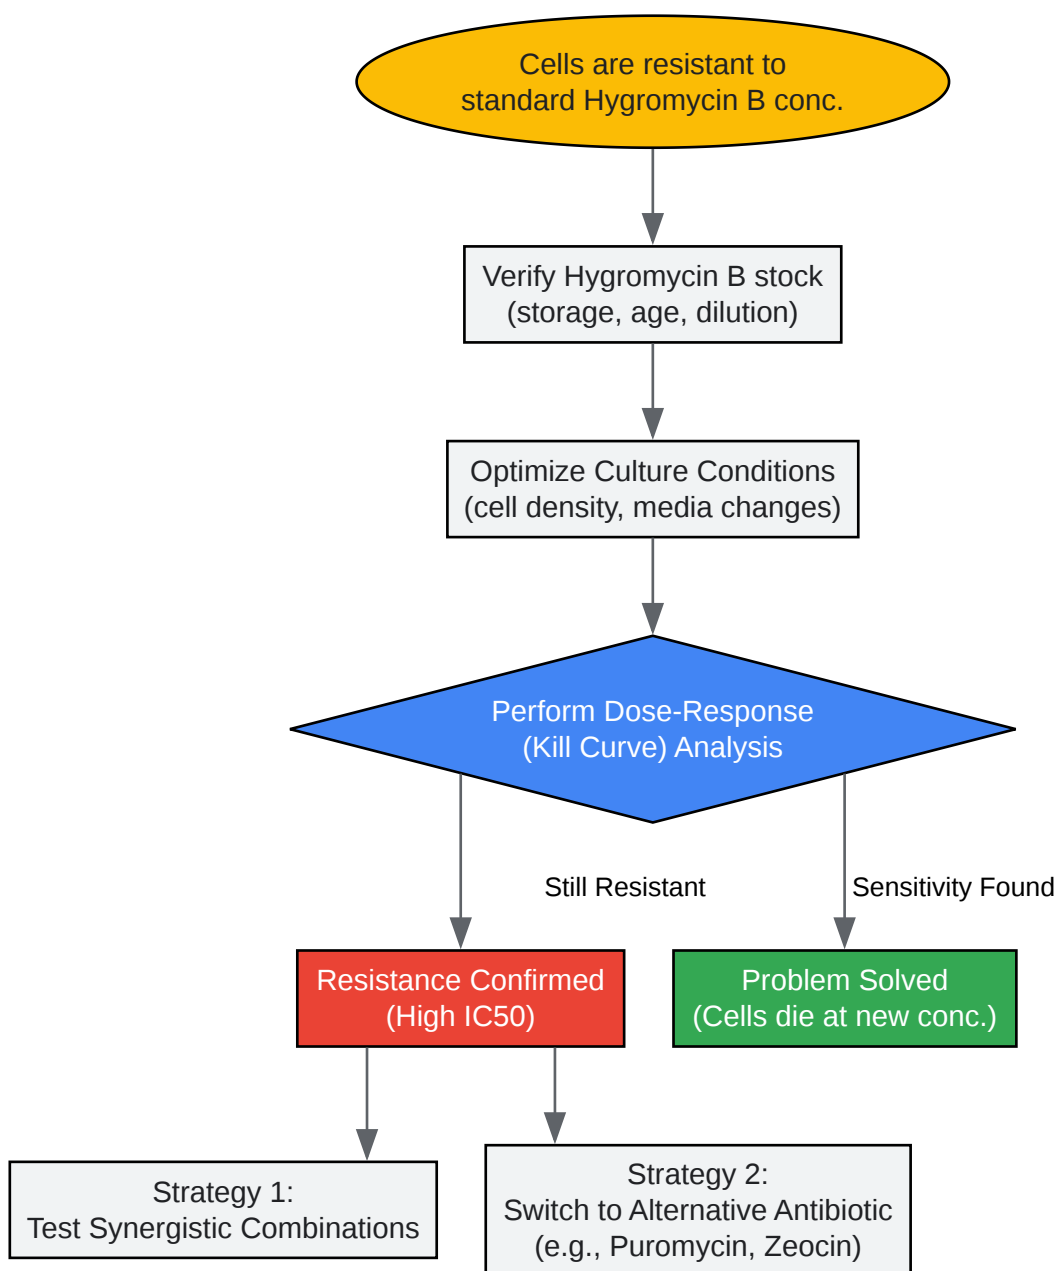 Cells are resistant to
standard Hygromycin B conc.
Verify Hygromycin B stock
(storage, age, dilution)
Optimize Culture Conditions
(cell density, media changes)
Perform Dose-Response
(Kill Curve) Analysis
Still Resistant
Sensitivity Found
Resistance Confirmed
(High IC50)
Problem Solved
(Cells die at new conc.)
Strategy 1:
Test Synergistic Combinations
Strategy 2:
Switch to Alternative Antibiotic
(e.g., Puromycin, Zeocin)